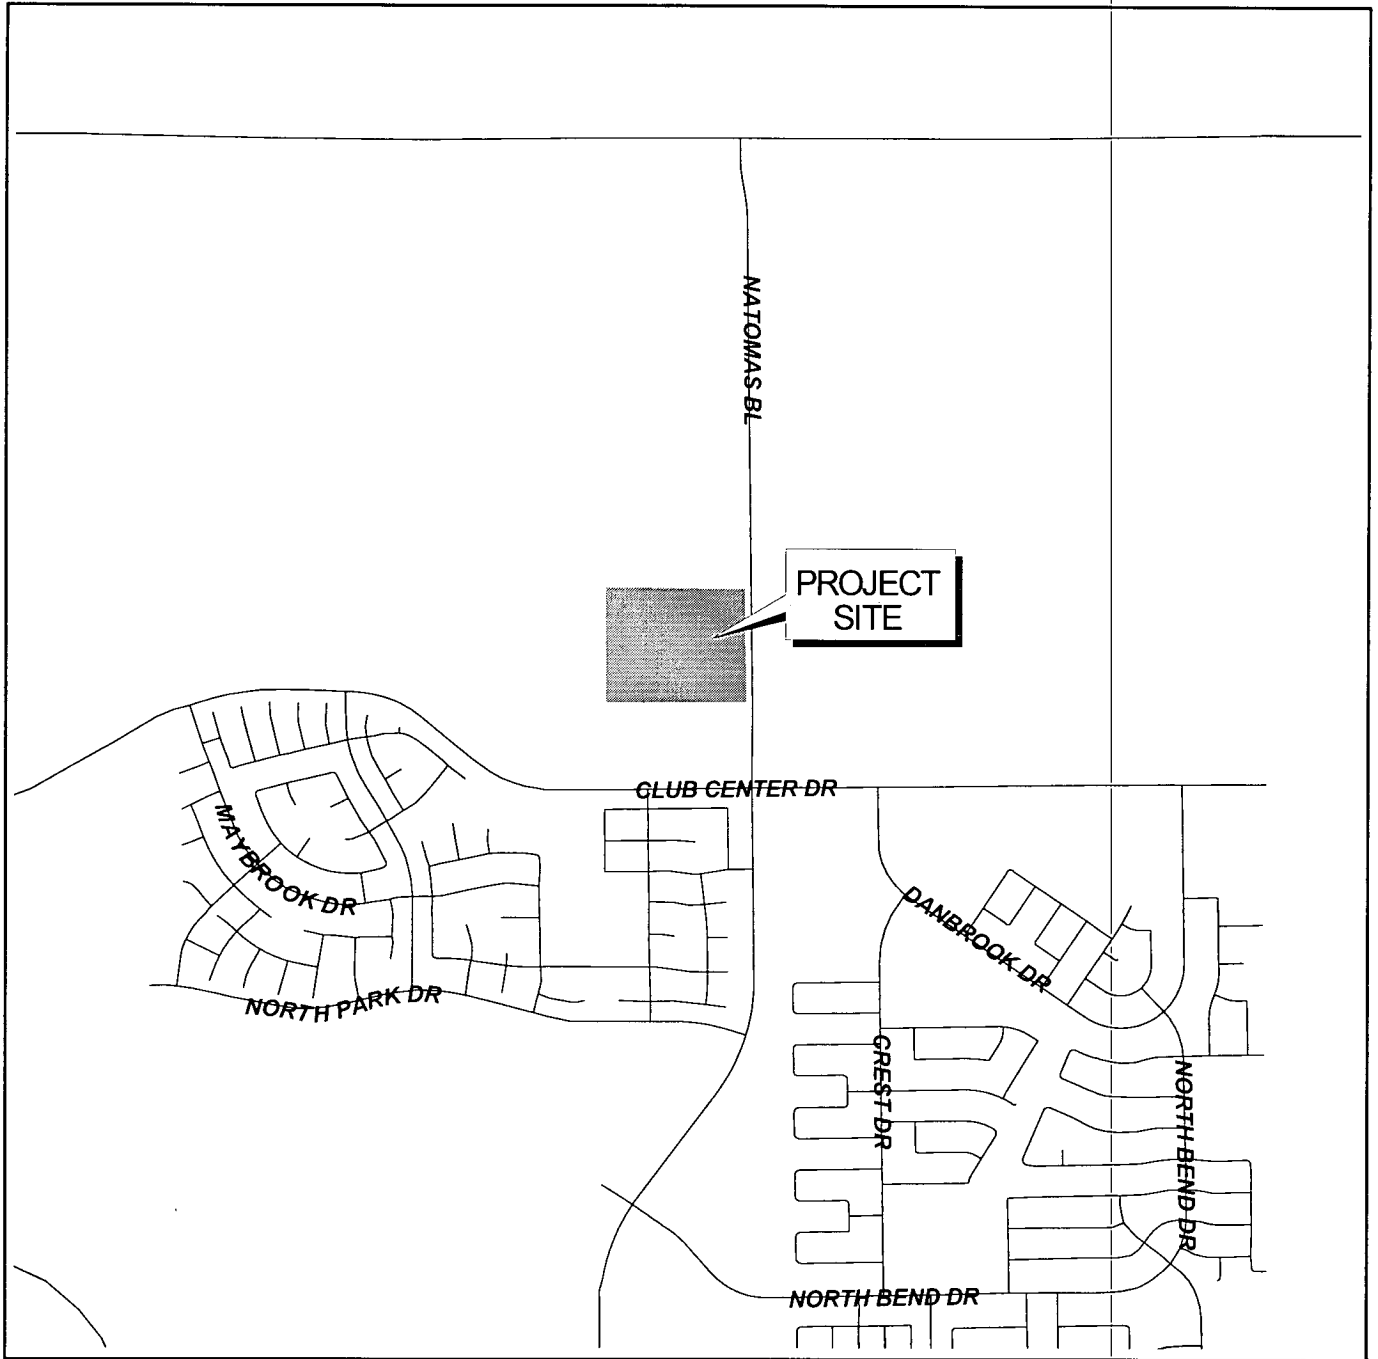 NATOMAS BL
PROJECT
SITE
CLUB CENTER DR
MAYBROOK DR
DANBROOK DR
NORTH PARK DR
CREST DR
NORTH BEND DR
NORTH BEND DR